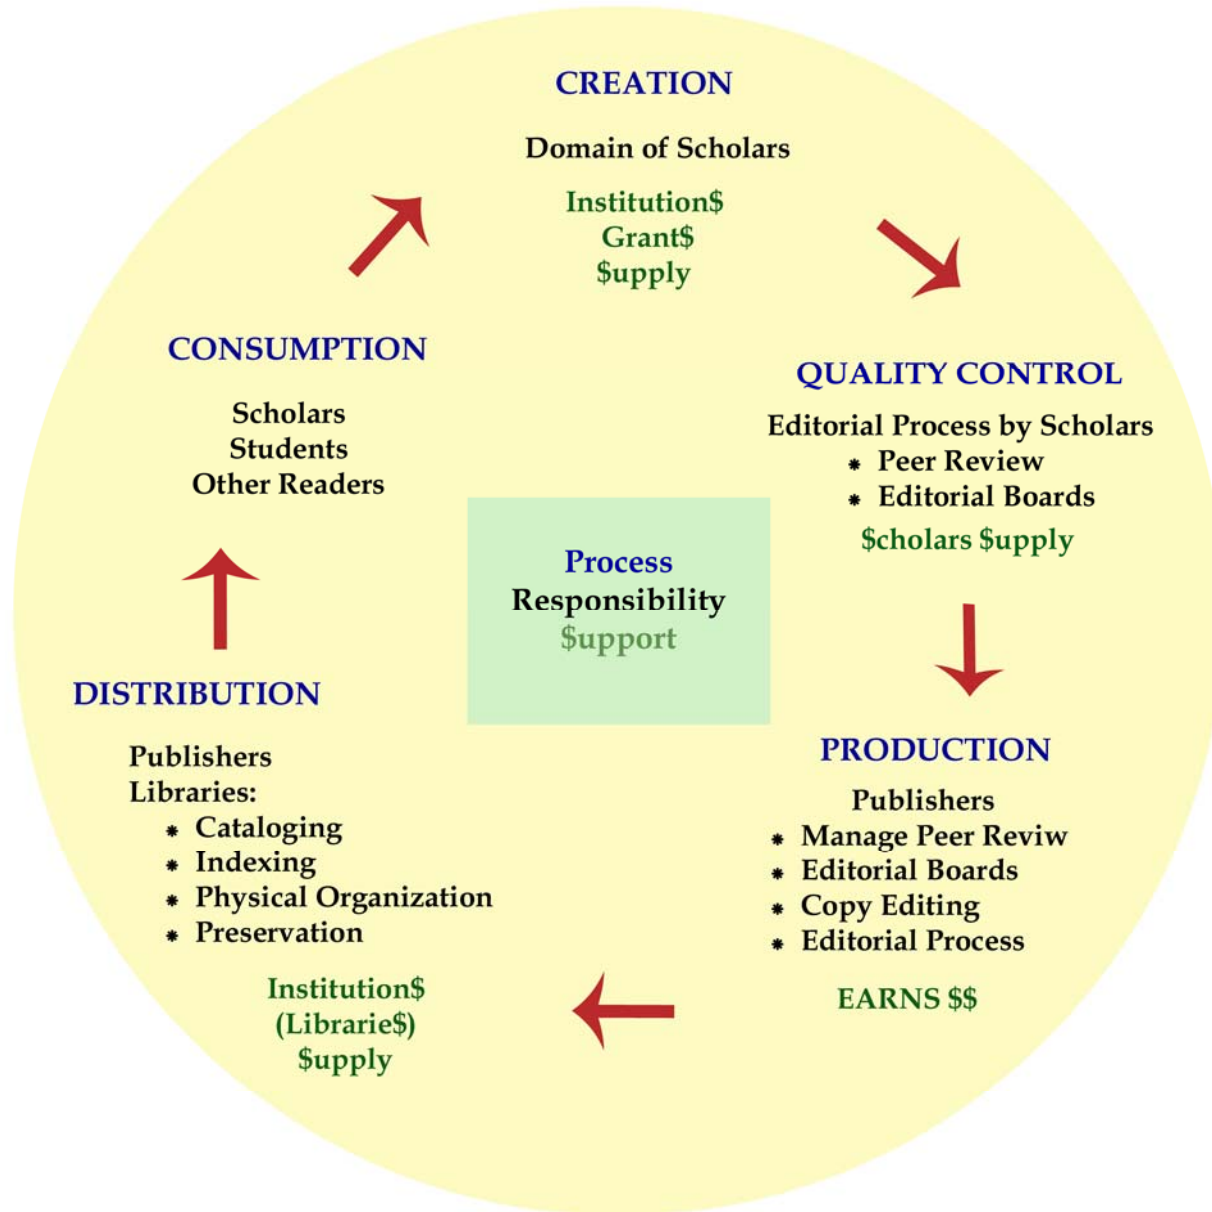 CREATION
Domain of Scholars
Institution$
Grant$
$upply
QUALITY CONTROL
Editorial Process by Scholars
* Peer Review
* Editorial Boards
$cholars $upply
PRODUCTION
Publishers
* Manage Peer Reviw
* Editorial Boards
* Copy Editing
* Editorial Process
EARNS $$
DISTRIBUTION
Publishers
Libraries:
* Cataloging
* Indexing
* Physical Organization
* Preservation
Institution$
(Librarie$)
$upply
CONSUMPTION
Scholars
Students
Other Readers
Process
Responsibility
$upport